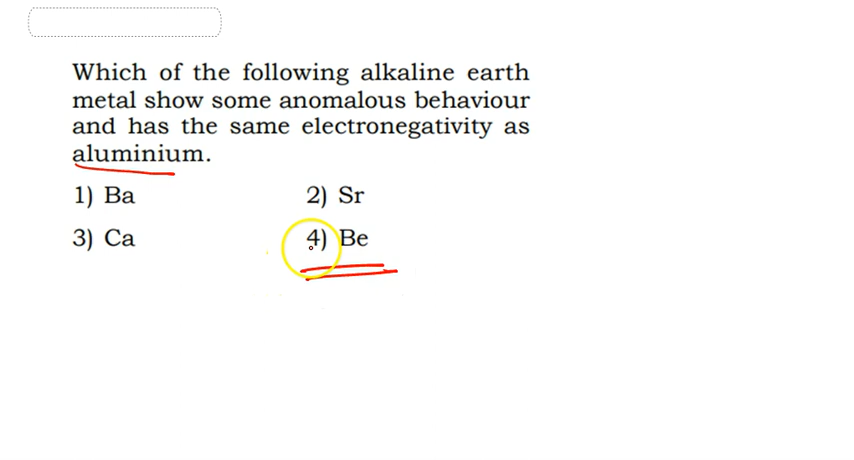 Which of the following alkaline earth
metal show some anomalous behaviour
and has the same electronegativity as
aluminium.
1) Ba 2) Sr
3) Ca 4) Be